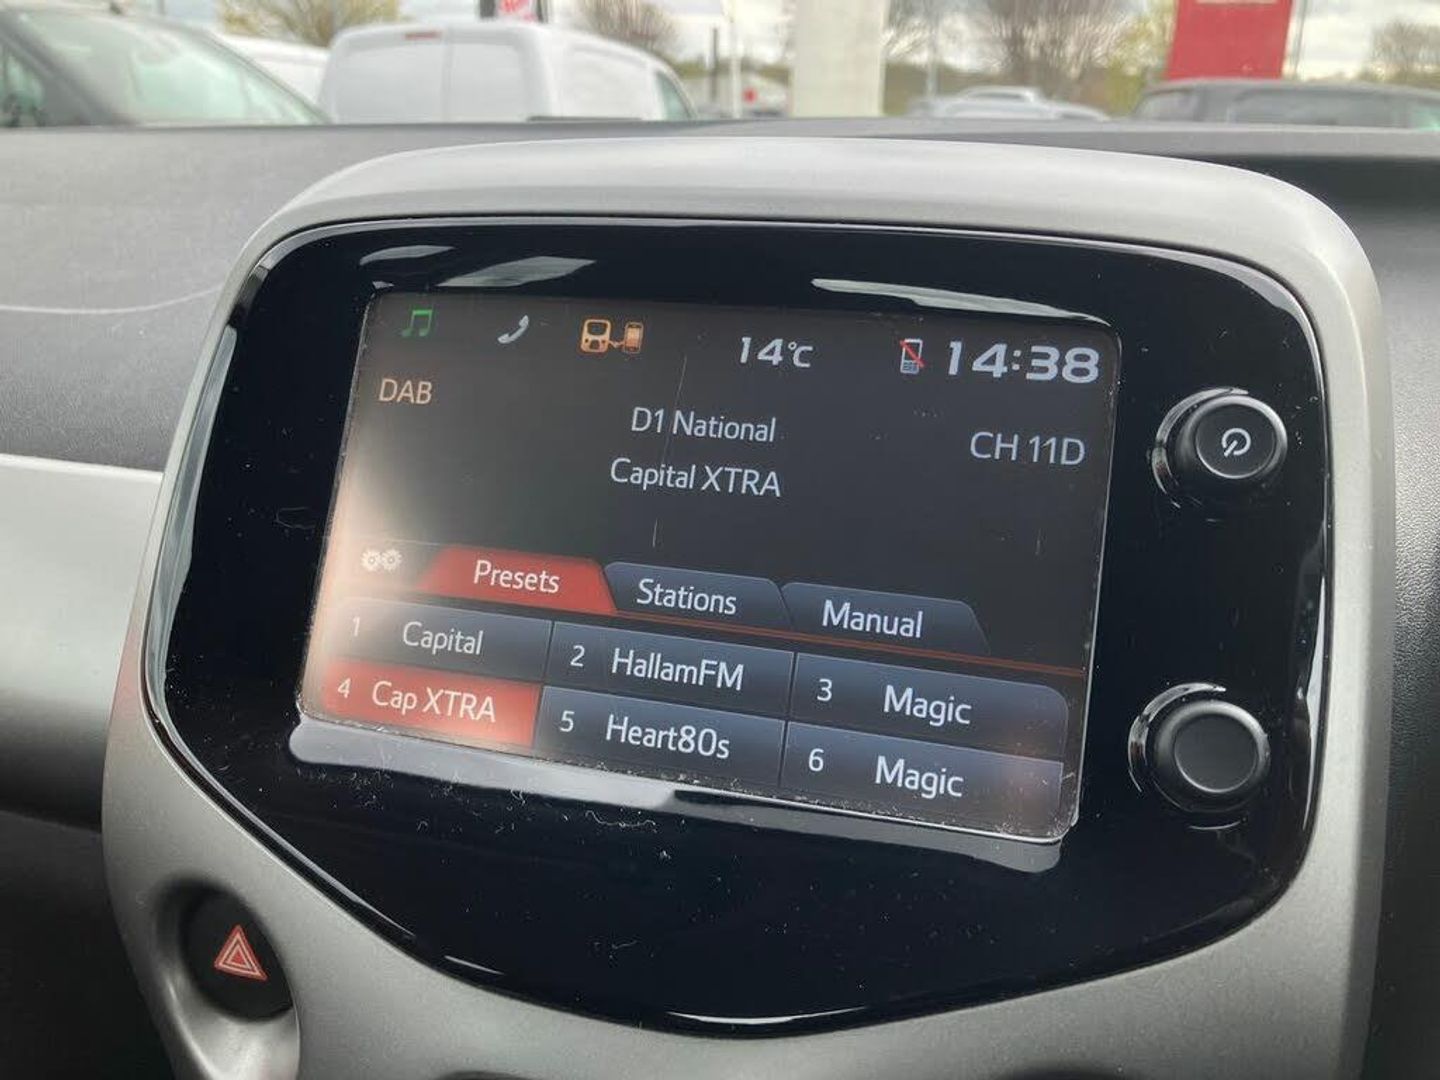 14°C
14:38
DAB
D1 National
CH 11D
Capital XTRA
Presets
Stations
Manual
1 Capital
2 HallamFM
3 Magic
4 Cap XTRA
5 Heart80s
6 Magic